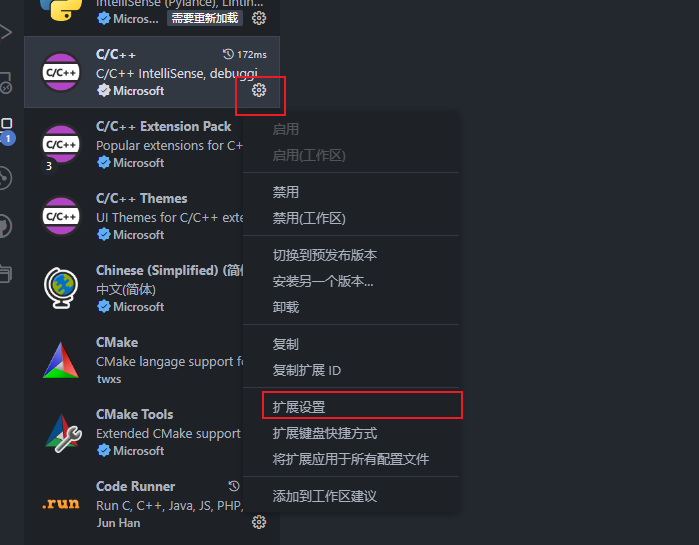 IntelliSense (Pylance), Lintin...
Micros... 需要重新加载
C/C++
C/C++ 172ms
C/C++ IntelliSense, debuggi
Microsoft
C/C++
3
C/C++ Extension Pack
Popular extensions for C+
Microsoft
C/C++
C/C++ Themes
UI Themes for C/C++ exte
Microsoft
1
Chinese (Simplified) (简体
中文(简体)
Microsoft
CMake
CMake langage support fo
twxs
CMake Tools
Extended CMake support
Microsoft
.run
Code Runner
Run C, C++, Java, JS, PHP,
Jun Han
启用
启用(工作区)
禁用
禁用(工作区)
切换到预发布版本
安装另一个版本...
卸载
复制
复制扩展 ID
扩展设置
扩展键盘快捷方式
将扩展应用于所有配置文件
添加到工作区建议